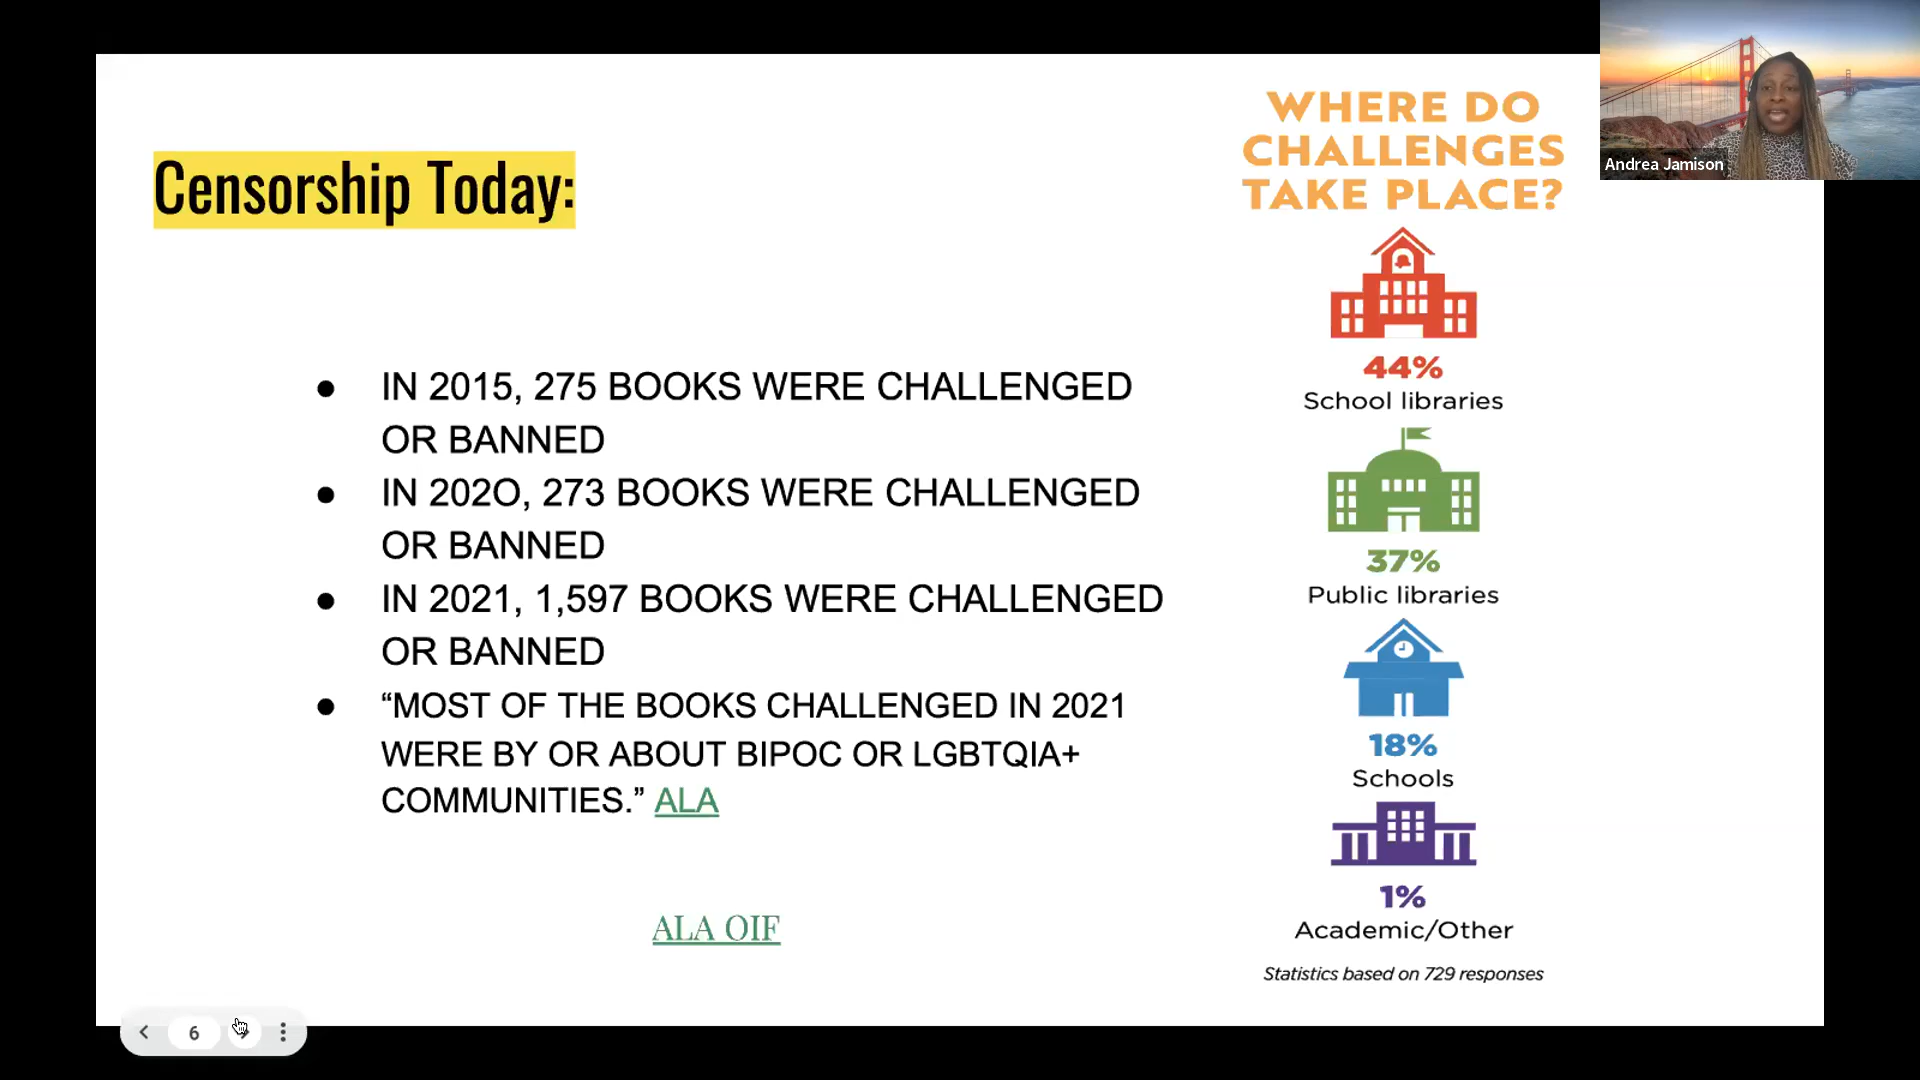 Censorship Today:
● IN 2015, 275 BOOKS WERE CHALLENGED
OR BANNED
● IN 202O, 273 BOOKS WERE CHALLENGED
OR BANNED
● IN 2021, 1,597 BOOKS WERE CHALLENGED
OR BANNED
● “MOST OF THE BOOKS CHALLENGED IN 2021
WERE BY OR ABOUT BIPOC OR LGBTQIA+
COMMUNITIES.” ALA
ALA OIF
WHERE DO
CHALLENGES
TAKE PLACE?
44%
School libraries
37%
Public libraries
18%
Schools
1%
Academic/Other
Statistics based on 729 responses
Andrea Jamison
6